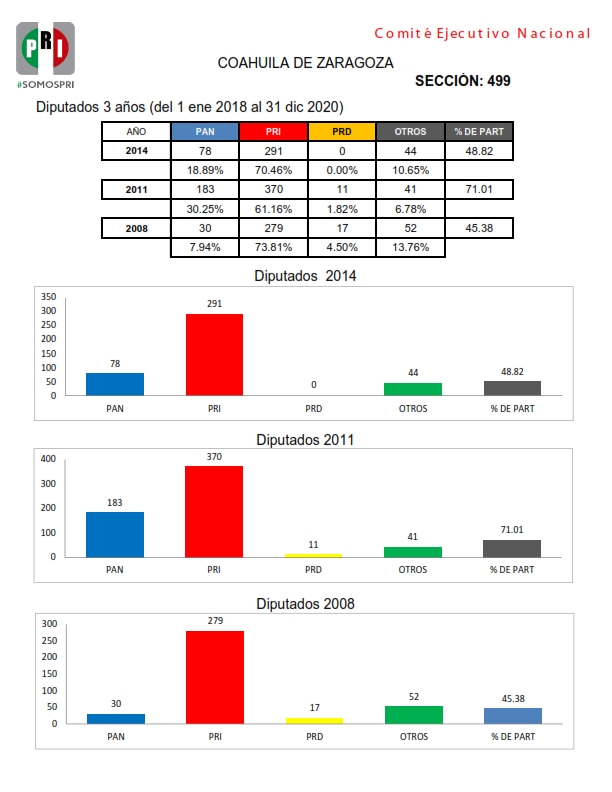 Comité Ejecutivo Nacional
PRI
#SOMOSPRI
COAHUILA DE ZARAGOZA
SECCIÓN: 499
Diputados 3 años (del 1 ene 2018 al 31 dic 2020)
AÑO PAN PRI PRD OTROS % DE PART
2014 78 291 0 44 48.82
18.89% 70.46% 0.00% 10.65%
2011 183 370 11 41 71.01
30.25% 61.16% 1.82% 6.78%
2008 30 279 17 52 45.38
7.94% 73.81% 4.50% 13.76%
Diputados 2014
350
300
250
200
150
100
50
0
78 291 0 44 48.82
PAN PRI PRD OTROS % DE PART
Diputados 2011
400
300
200
100
0
183 370 11 41 71.01
PAN PRI PRD OTROS % DE PART
Diputados 2008
300
250
200
150
100
50
0
30 279 17 52 45.38
PAN PRI PRD OTROS % DE PART